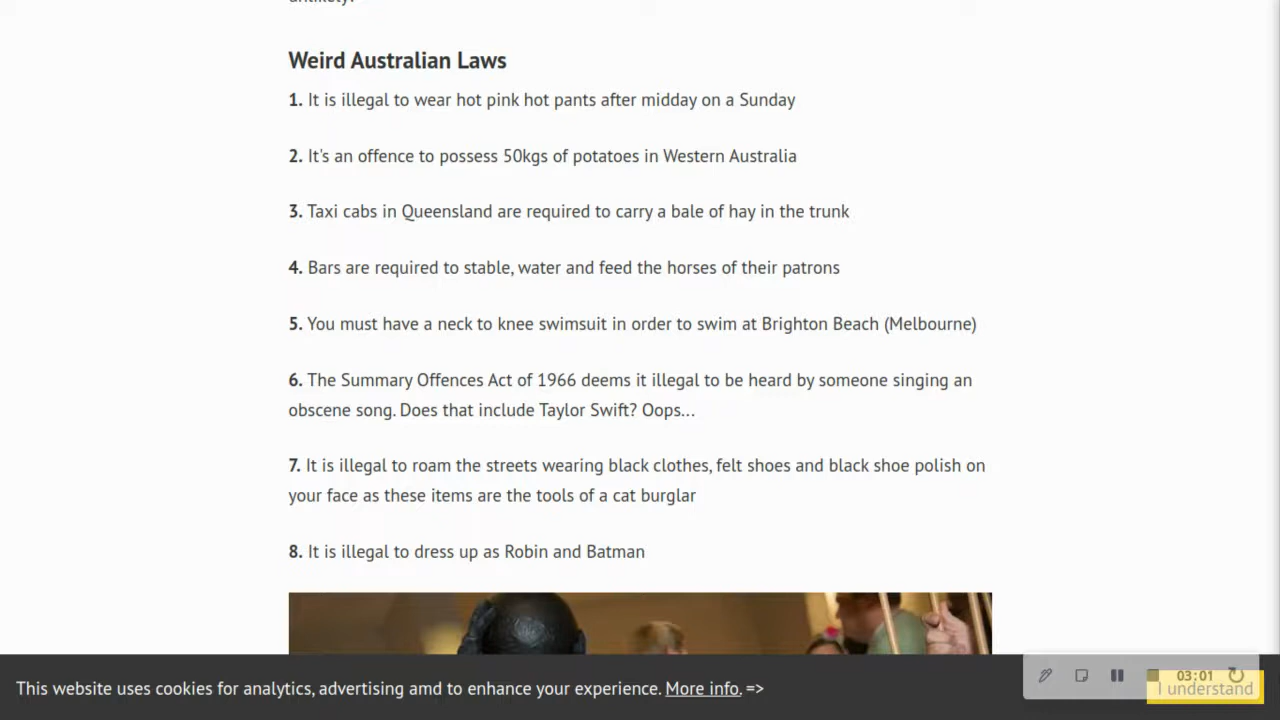 unlikely.
Weird Australian Laws
1. It is illegal to wear hot pink hot pants after midday on a Sunday
2. It's an offence to possess 50kgs of potatoes in Western Australia
3. Taxi cabs in Queensland are required to carry a bale of hay in the trunk
4. Bars are required to stable, water and feed the horses of their patrons
5. You must have a neck to knee swimsuit in order to swim at Brighton Beach (Melbourne)
6. The Summary Offences Act of 1966 deems it illegal to be heard by someone singing an
obscene song. Does that include Taylor Swift? Oops...
7. It is illegal to roam the streets wearing black clothes, felt shoes and black shoe polish on
your face as these items are the tools of a cat burglar
8. It is illegal to dress up as Robin and Batman
This website uses cookies for analytics, advertising amd to enhance your experience. More info. =>
03:01
I understand